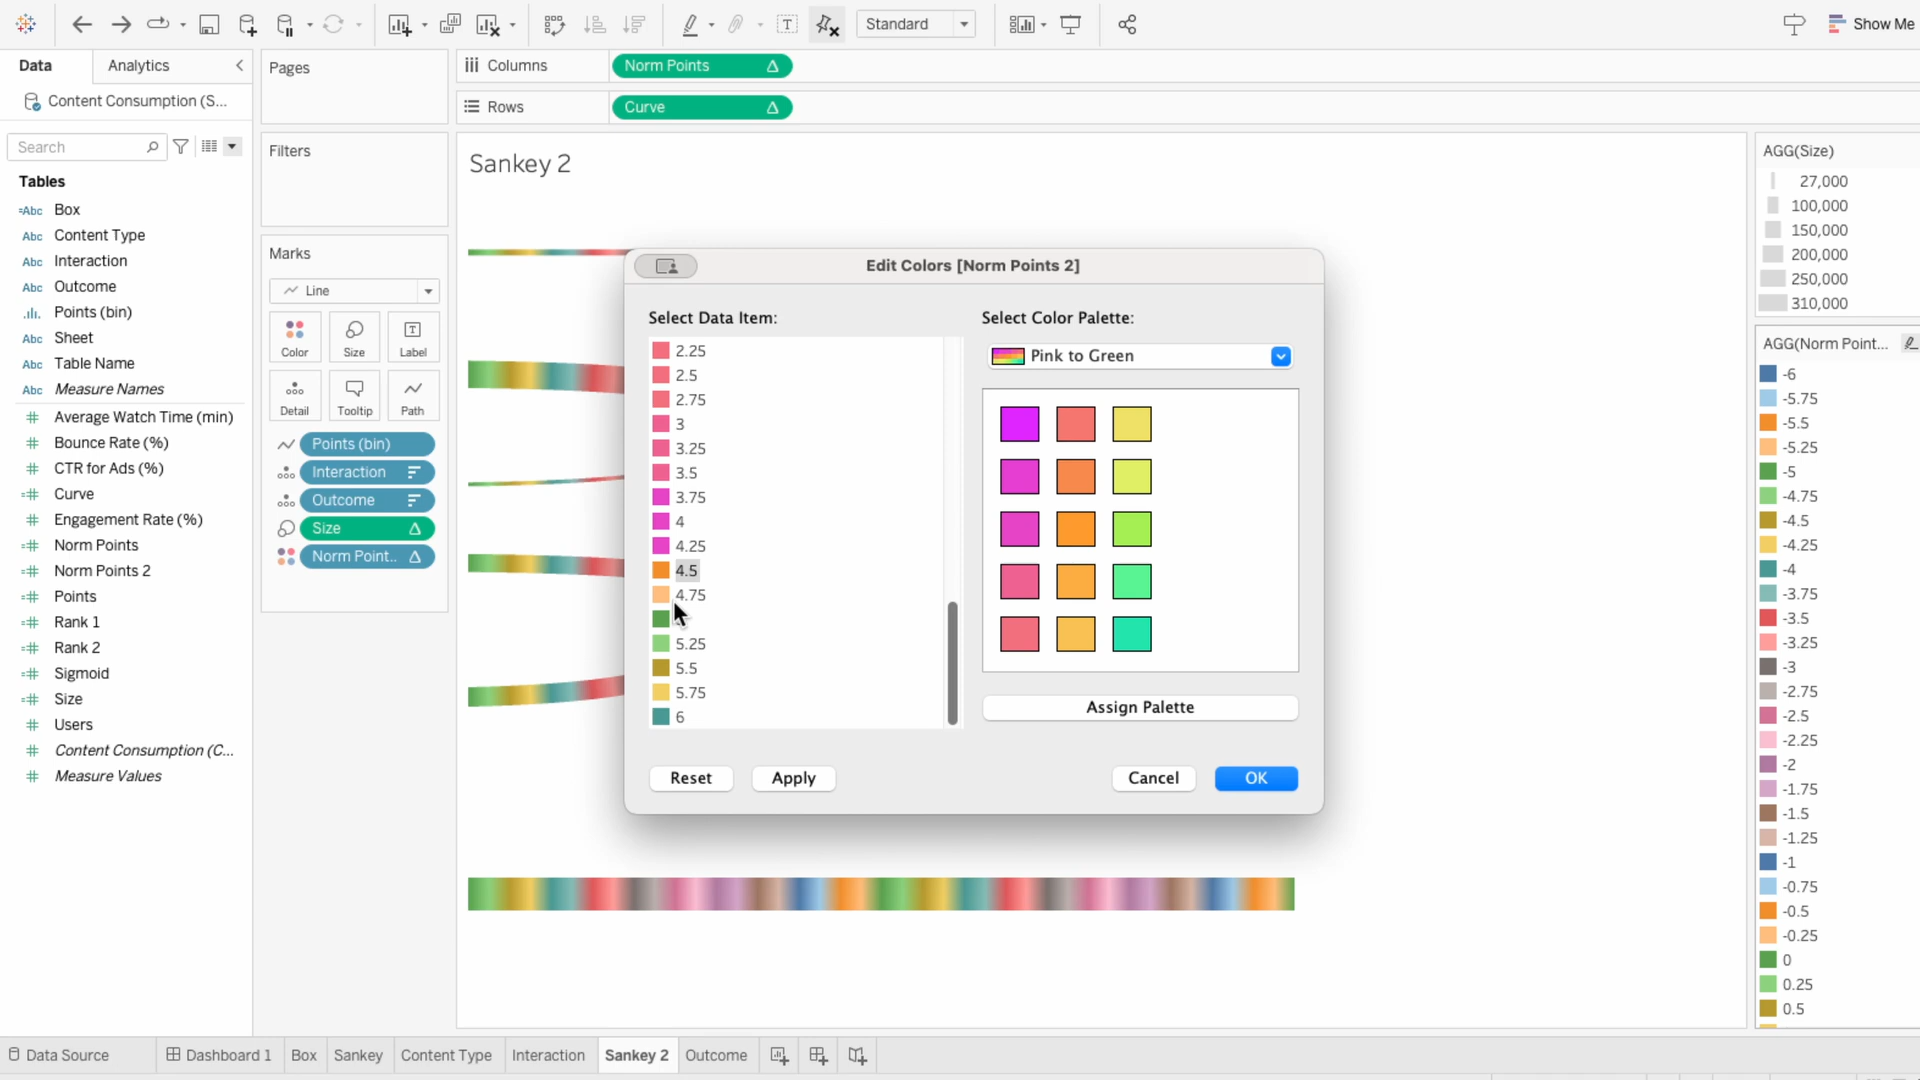 Standard
Show Me
Data
Analytics
Content Consumption (S...
Search
Tables
Abc Box
Abc Content Type
Abc Interaction
Abc Outcome
Points (bin)
Abc Sheet
Abc Table Name
Abc Measure Names
Average Watch Time (min)
Bounce Rate (%)
CTR for Ads (%)
Curve
Engagement Rate (%)
Norm Points
Norm Points 2
Points
Rank 1
Rank 2
Sigmoid
Size
Users
Content Consumption (C...
Measure Values
Pages
Filters
Marks
Line
Color Size Label
Detail Tooltip Path
Points (bin)
Interaction
Outcome
Size
Norm Point..
Columns Norm Points
Rows Curve
Sankey 2
Edit Colors [Norm Points 2]
Select Data Item:
2.25
2.5
2.75
3
3.25
3.5
3.75
4
4.25
4.5
4.75
5.25
5.5
5.75
6
Select Color Palette:
Pink to Green
Assign Palette
Reset Apply Cancel OK
AGG(Size)
27,000
100,000
150,000
200,000
250,000
310,000
AGG(Norm Point...
-6
-5.75
-5.5
-5.25
-5
-4.75
-4.5
-4.25
-4
-3.75
-3.5
-3.25
-3
-2.75
-2.5
-2.25
-2
-1.75
-1.5
-1.25
-1
-0.75
-0.5
-0.25
0
0.25
0.5
Data Source Dashboard 1 Box Sankey Content Type Interaction Sankey 2 Outcome